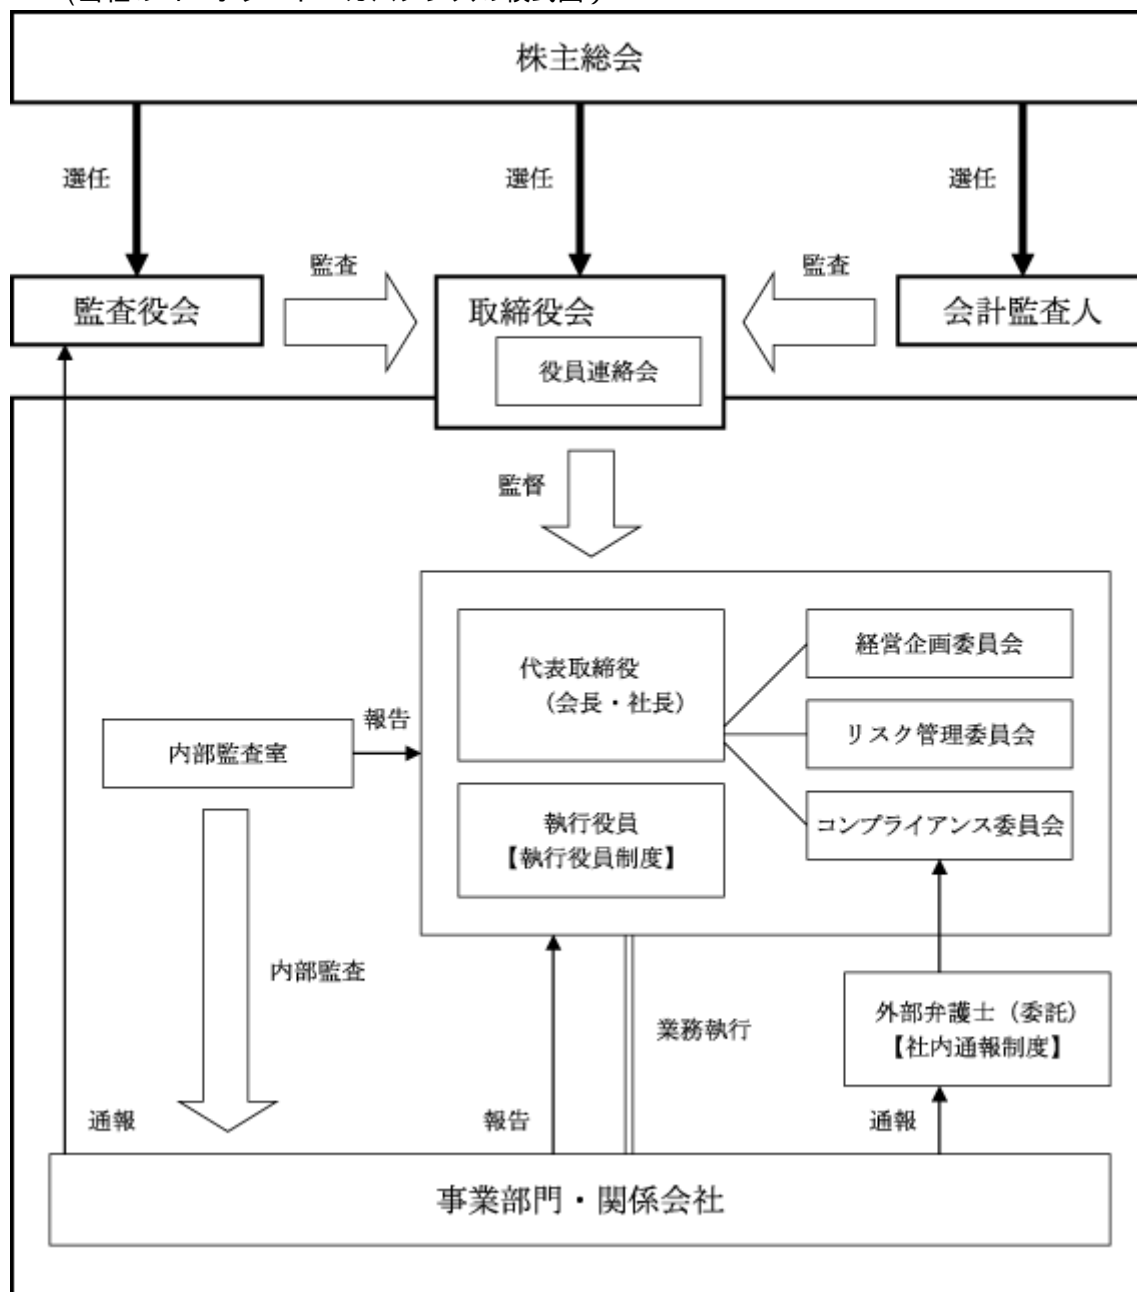 株主総会
選任
選任
選任
監査
監査
監査役会
取締役会
会計監査人
役員連絡会
監督
代表取締役
（会長・社長）
経営企画委員会
リスク管理委員会
コンプライアンス委員会
報告
内部監査室
執行役員
【執行役員制度】
内部監査
業務執行
外部弁護士（委託）
【社内通報制度】
通報
報告
通報
事業部門・関係会社